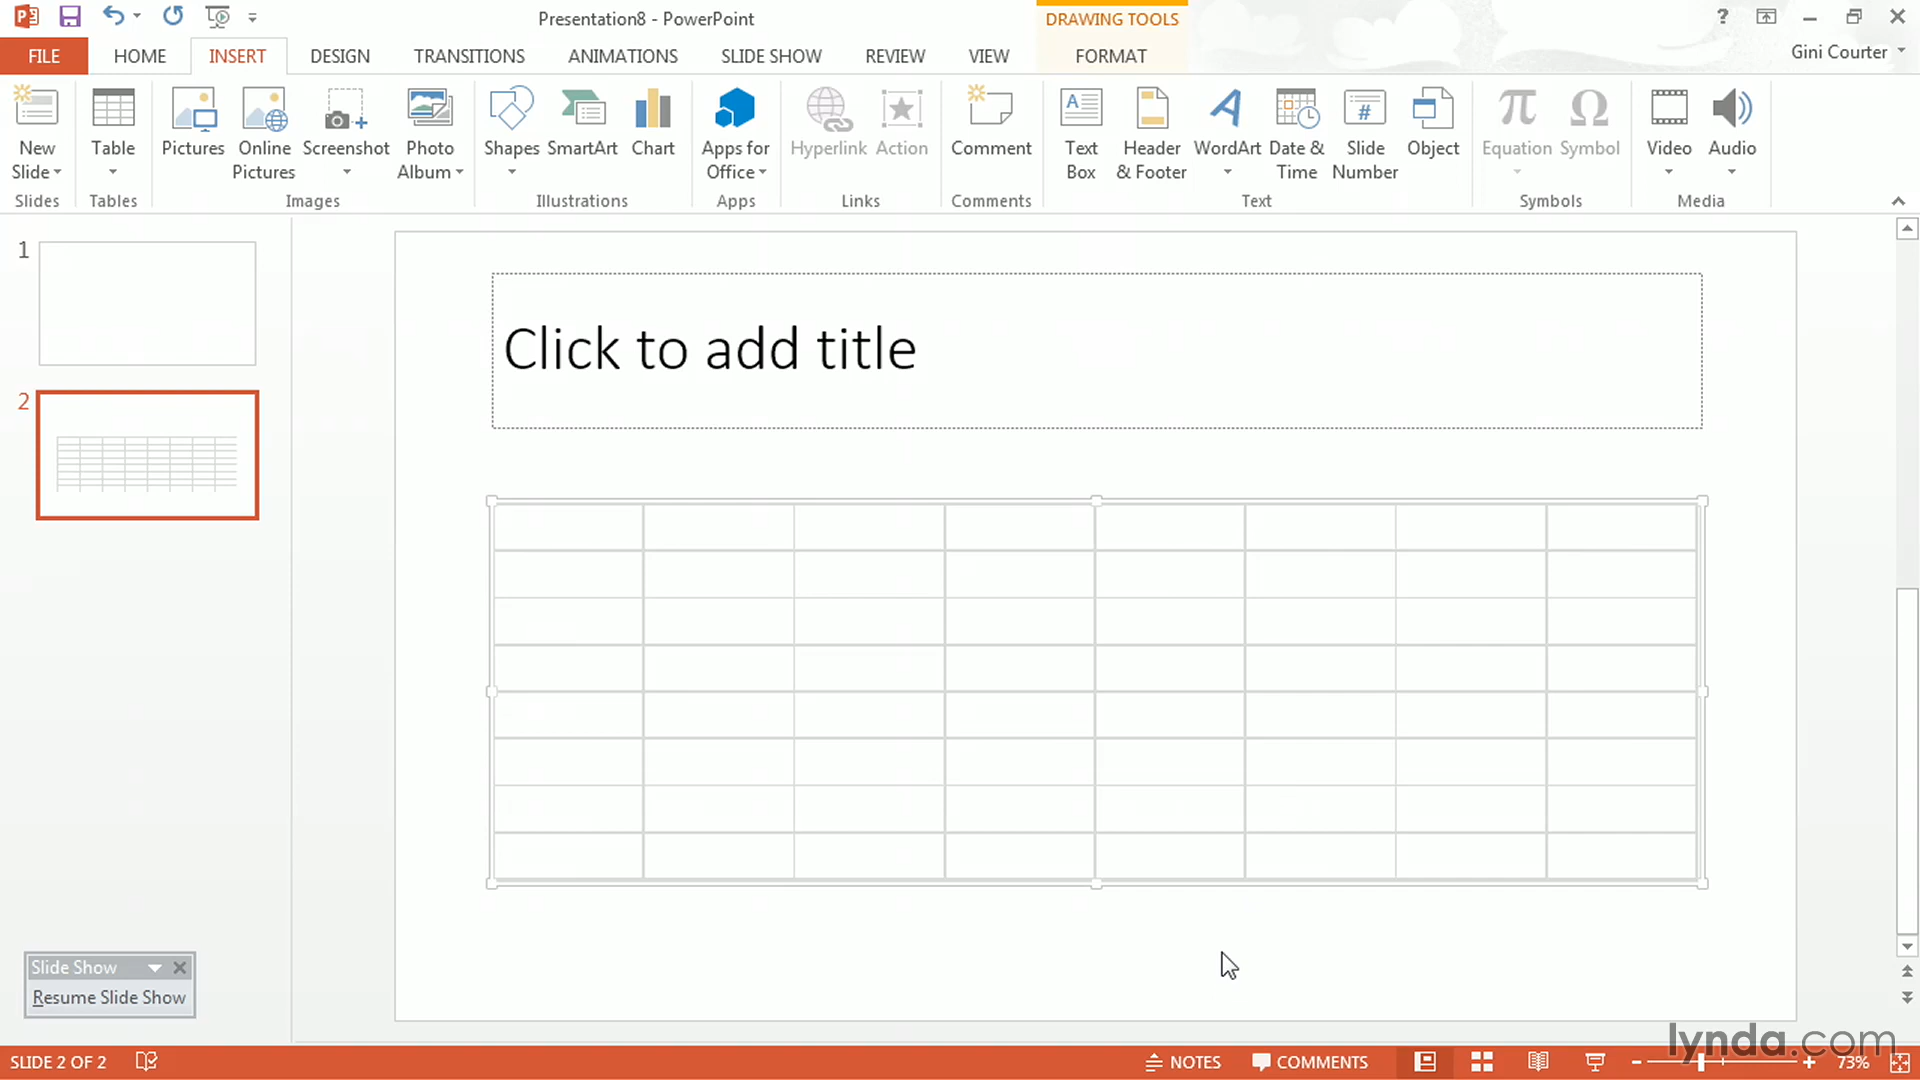 Presentation8 - PowerPoint
DRAWING TOOLS
?
FILE HOME INSERT DESIGN TRANSITIONS ANIMATIONS SLIDE SHOW REVIEW VIEW FORMAT
Gini Courter
New Slide
Table
Pictures
Online Pictures
Screenshot
Photo Album
Shapes
SmartArt
Chart
Apps for Office
Hyperlink
Action
Comment
Text Box
Header & Footer
WordArt
Date & Time
Slide Number
Object
Equation
Symbol
Video
Audio
Slides Tables Images Illustrations Apps Links Comments Text Symbols Media
1
2
Click to add title
Slide Show
Resume Slide Show
lynda.com
SLIDE 2 OF 2 NOTES COMMENTS 73%